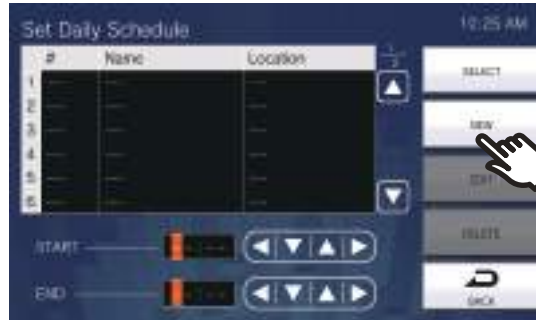 Set Daily Schedule
10:25 AM
# Name Location
1 --- --- ---
2 --- --- ---
3 --- --- ---
4 --- --- ---
5 --- --- ---
6 --- --- ---
START
END
SELECT
NEW
EDIT
DELETE
BACK